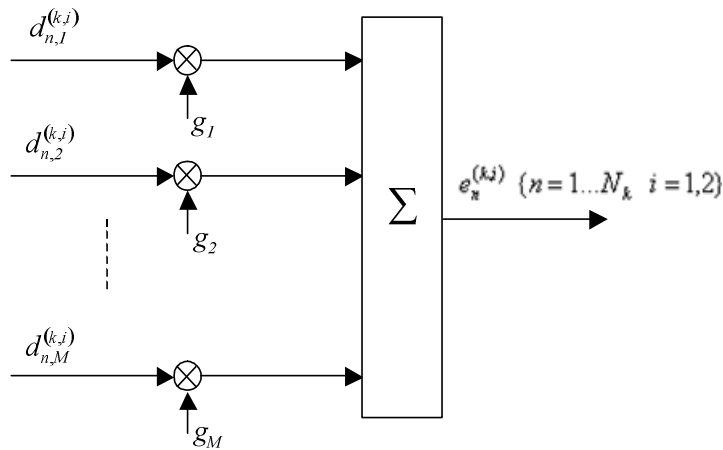 d_{n,1}^{(k,i)}
g_1
d_{n,2}^{(k,i)}
g_2
∑
e_n^{(k,i)} {n = 1...N_k i = 1,2}
d_{n,M}^{(k,i)}
g_M